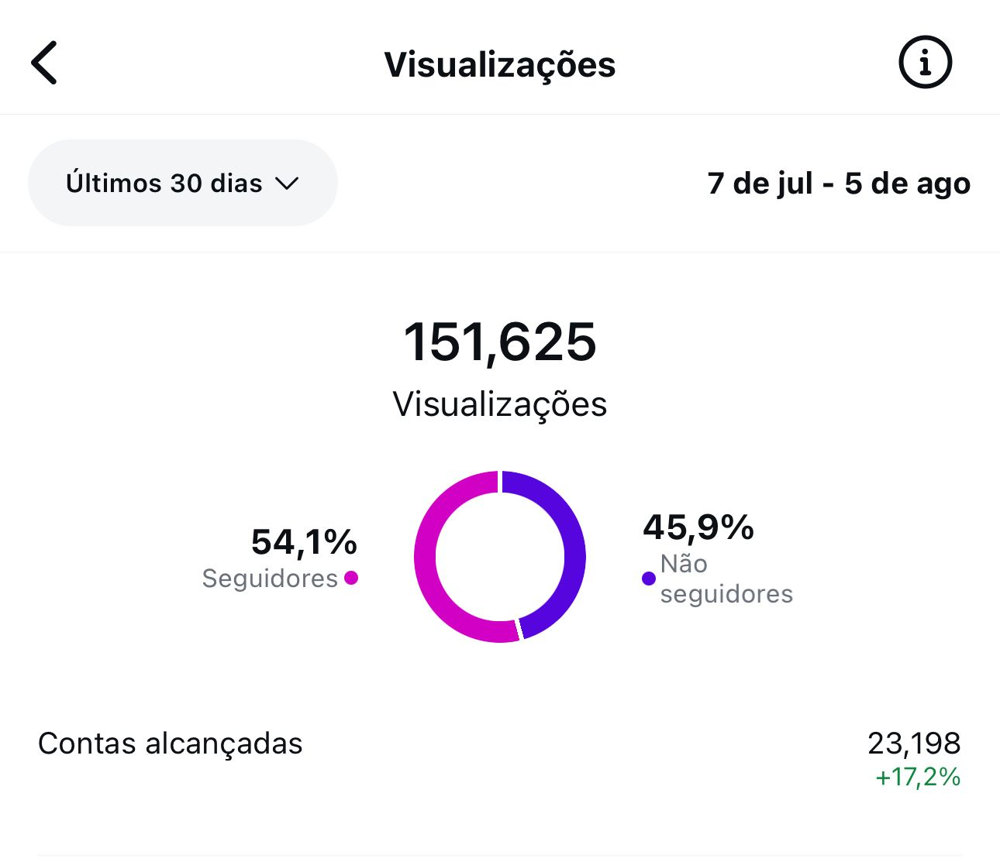 Visualizações
Últimos 30 dias
7 de jul - 5 de ago
151,625
Visualizações
54,1%
Seguidores
45,9%
Não
seguidores
Contas alcançadas
23,198
+17,2%